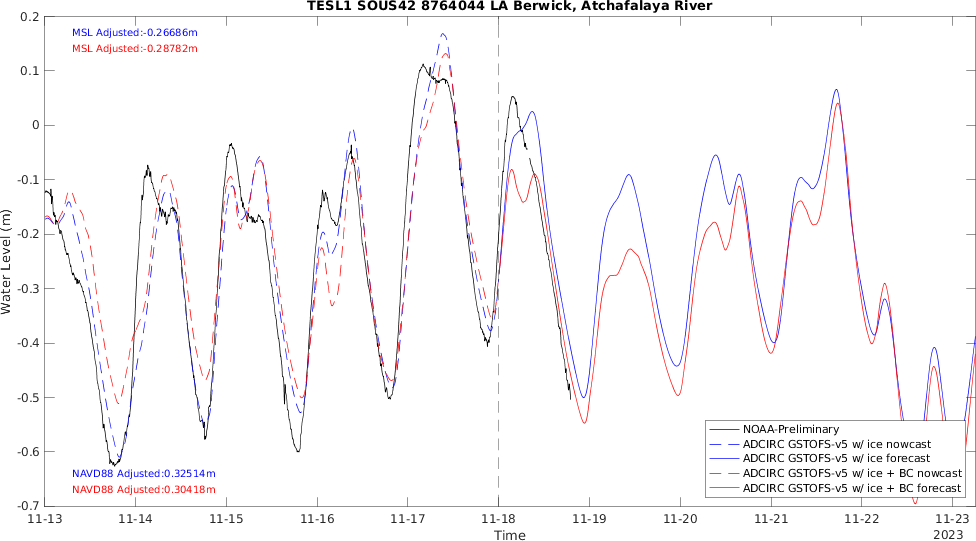 TESL1 SOUS42 8764044 LA Berwick, Atchafalaya River
MSL Adjusted:-0.26686m
MSL Adjusted:-0.28782m
0.2
0.1
0
-0.1
-0.2
-0.3
-0.4
-0.5
-0.6
-0.7
Water Level (m)
NAVD88 Adjusted:0.32514m
NAVD88 Adjusted:0.30418m
NOAA-Preliminary
ADCIRC GSTOFS-v5 w/ ice nowcast
ADCIRC GSTOFS-v5 w/ ice forecast
ADCIRC GSTOFS-v5 w/ ice + BC nowcast
ADCIRC GSTOFS-v5 w/ ice + BC forecast
11-13 11-14 11-15 11-16 11-17 11-18 11-19 11-20 11-21 11-22 11-23
Time
2023